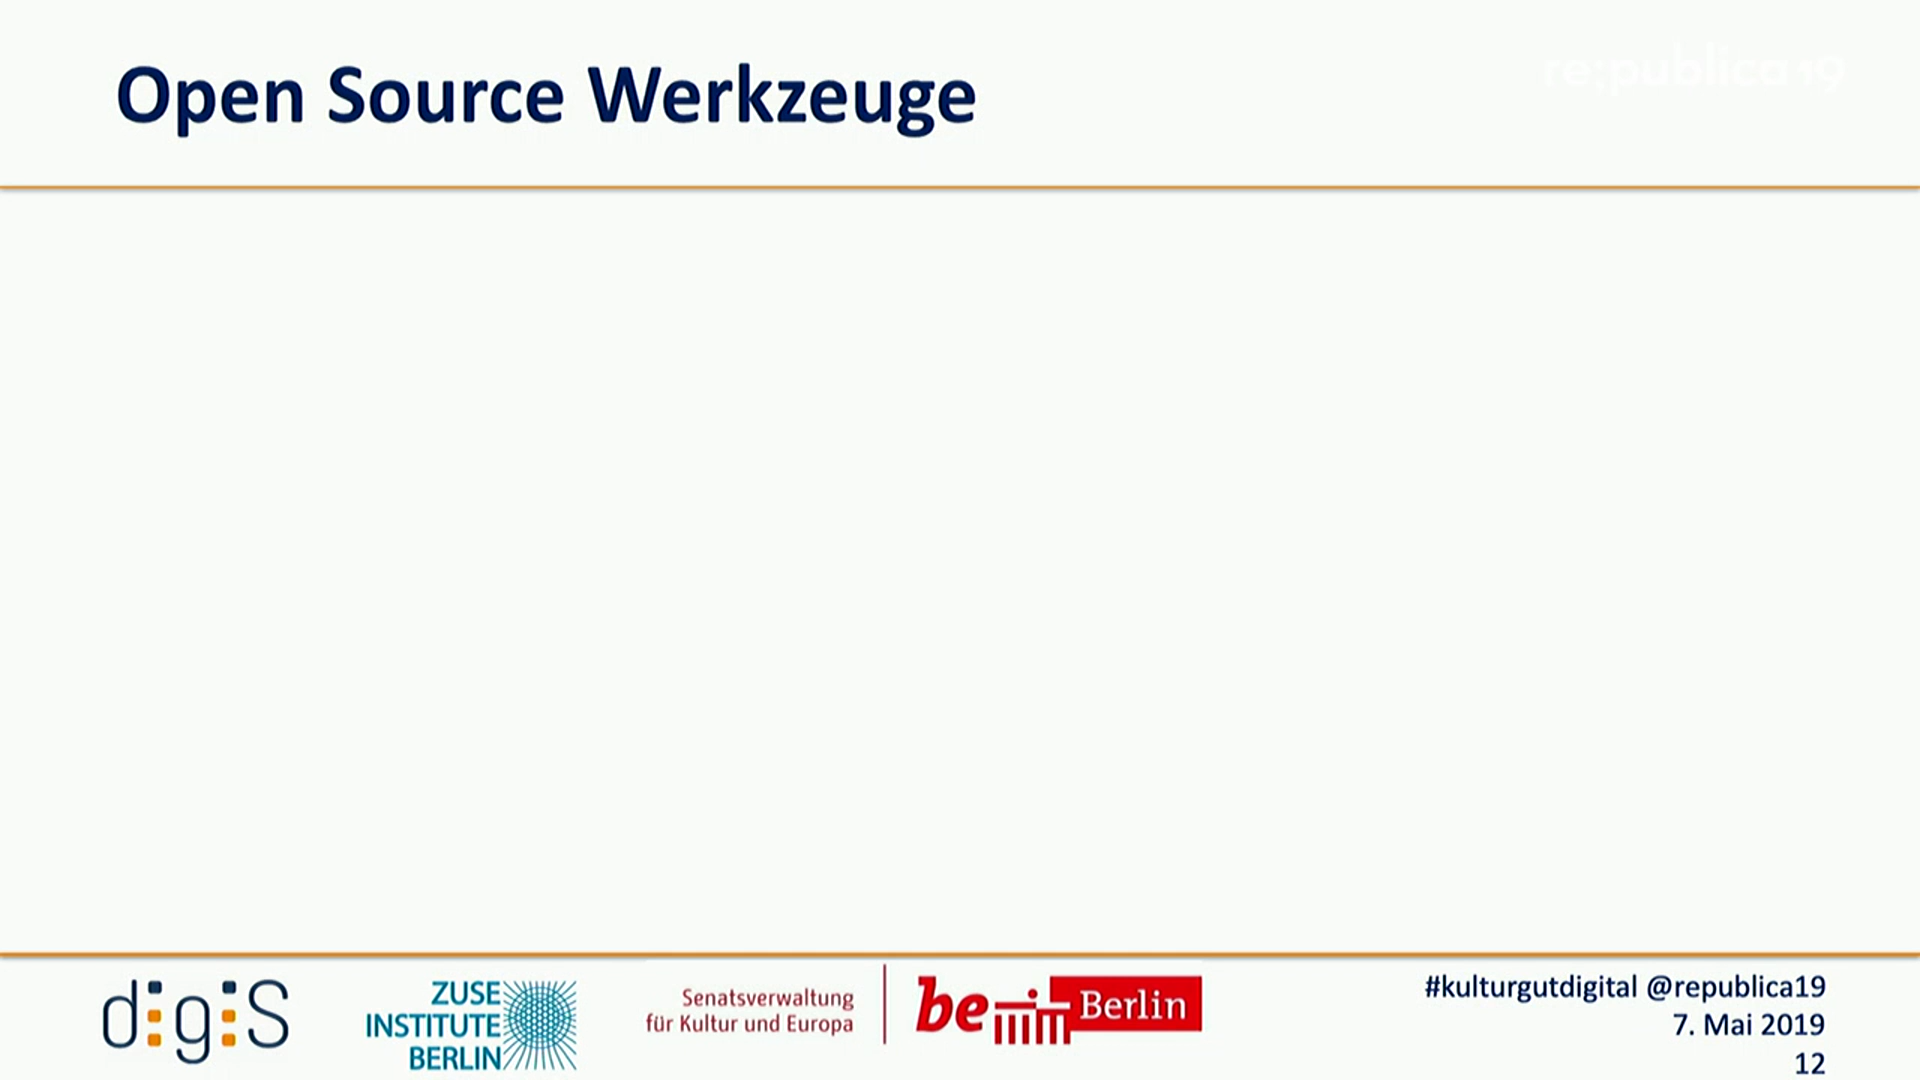 Open Source Werkzeuge
re;publica19
digiS
ZUSE
INSTITUTE
BERLIN
Senatsverwaltung
für Kultur und Europa
be Berlin
#kulturgutdigital @republica19
7. Mai 2019
12